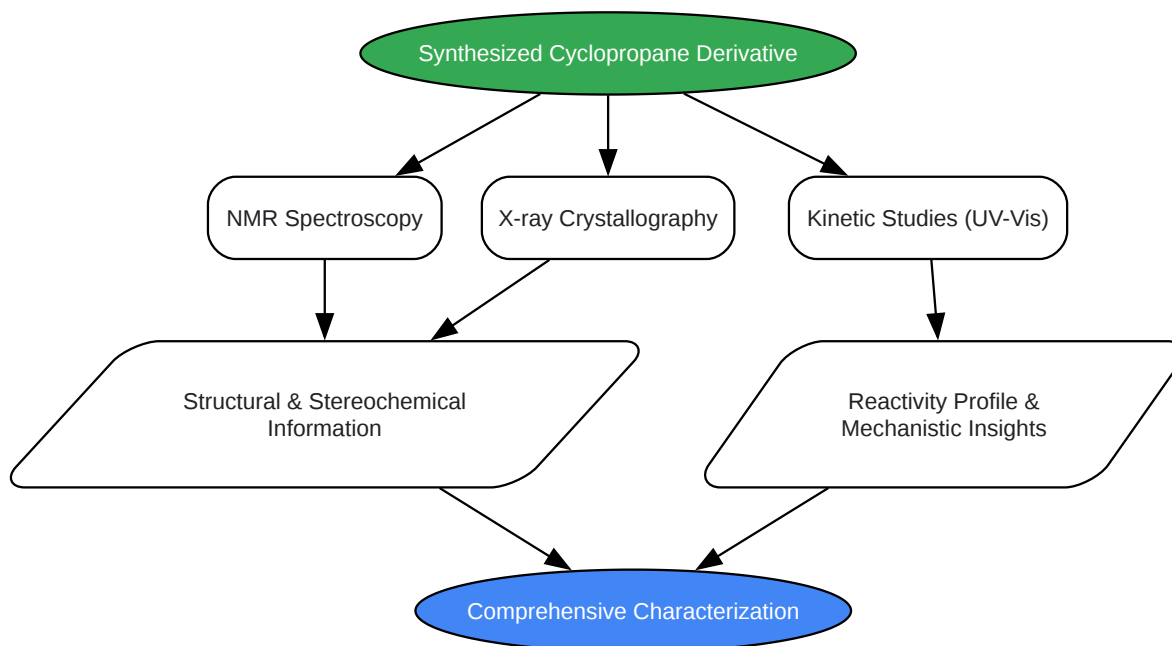 Synthesized Cyclopropane Derivative
NMR Spectroscopy
X-ray Crystallography
Kinetic Studies (UV-Vis)
Structural & Stereochemical
Information
Reactivity Profile &
Mechanistic Insights
Comprehensive Characterization